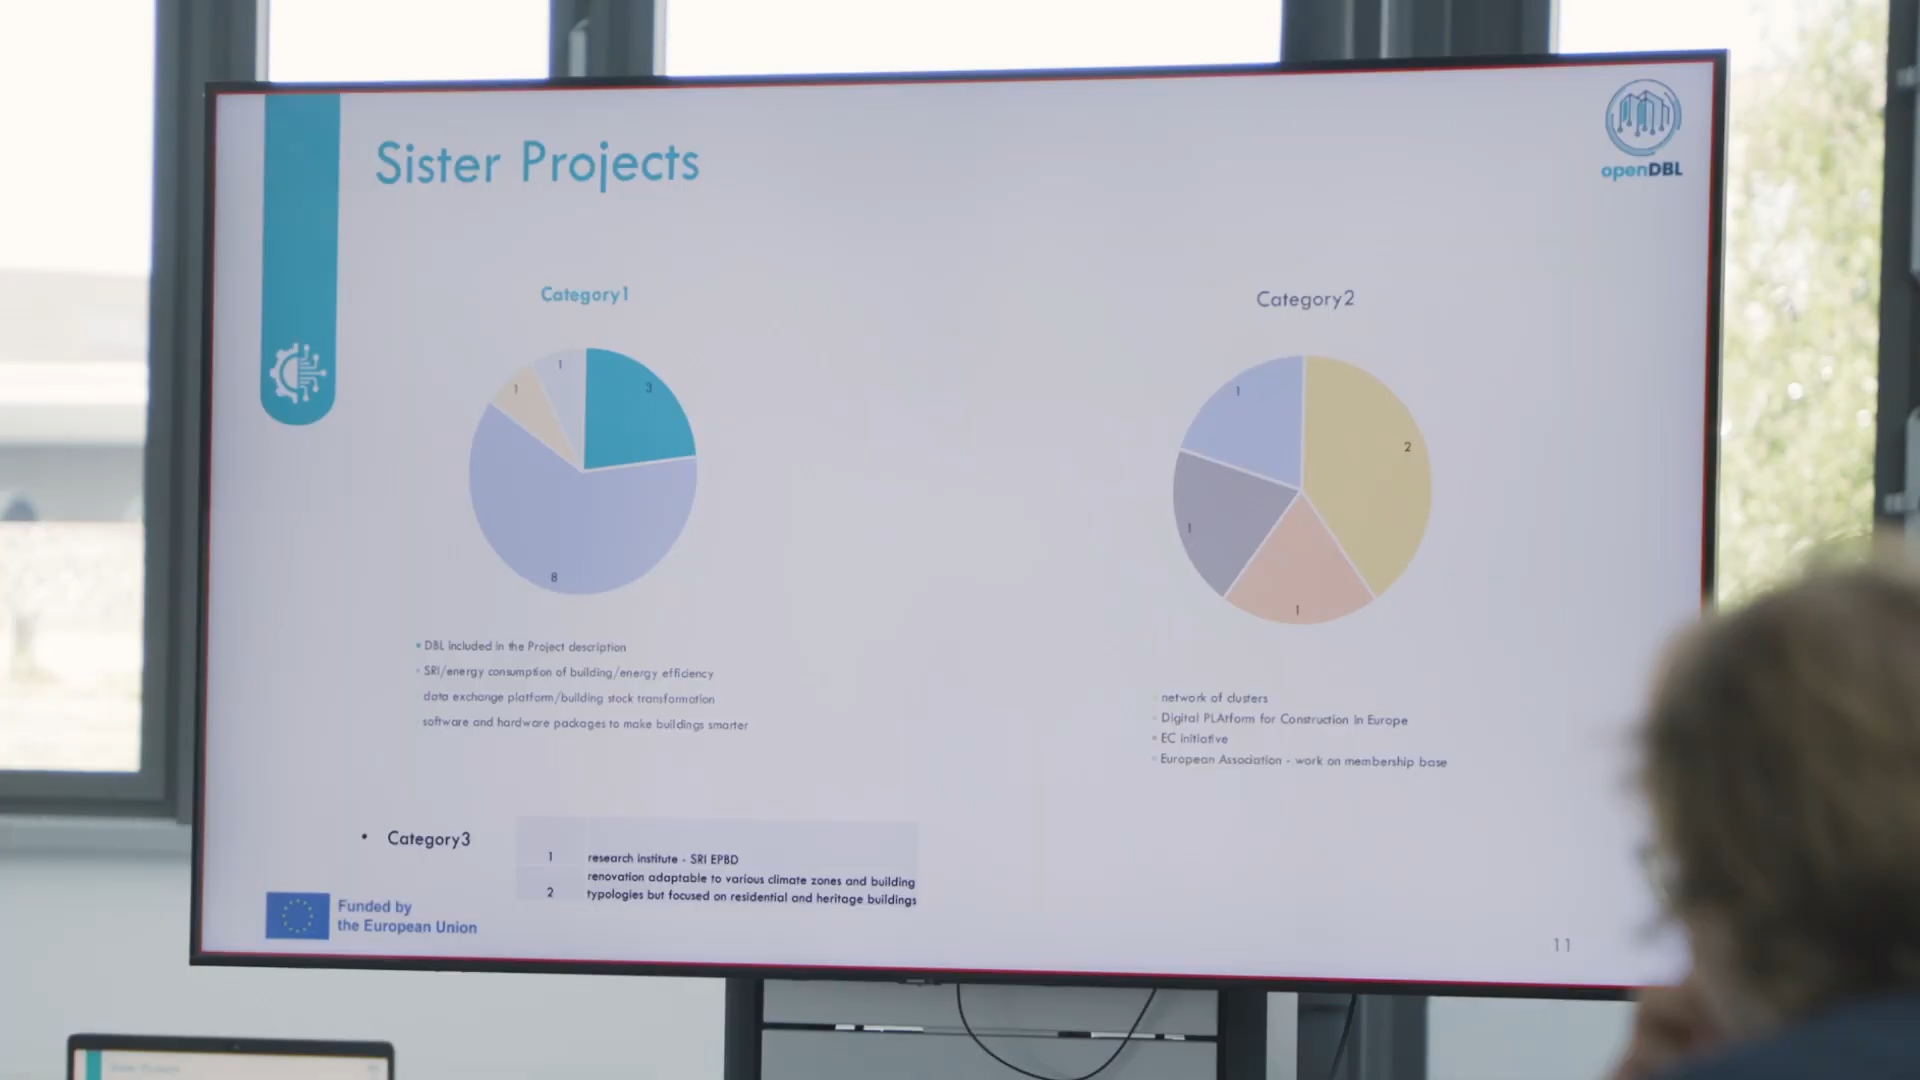 Sister Projects
openDBL
Category1
1
1
3
8
DBL included in the Project description
SRI/energy consumption of building/energy efficiency
data exchange platform/building stock transformation
software and hardware packages to make buildings smarter
Category2
1
2
1
1
network of clusters
Digital PLAtform for Construction in Europe
EC initiative
European Association - work on membership base
• Category3
1 research institute - SRI EPBD
renovation adaptable to various climate zones and building
2 typologies but focused on residential and heritage buildings
Funded by
the European Union
11
Sister Projects